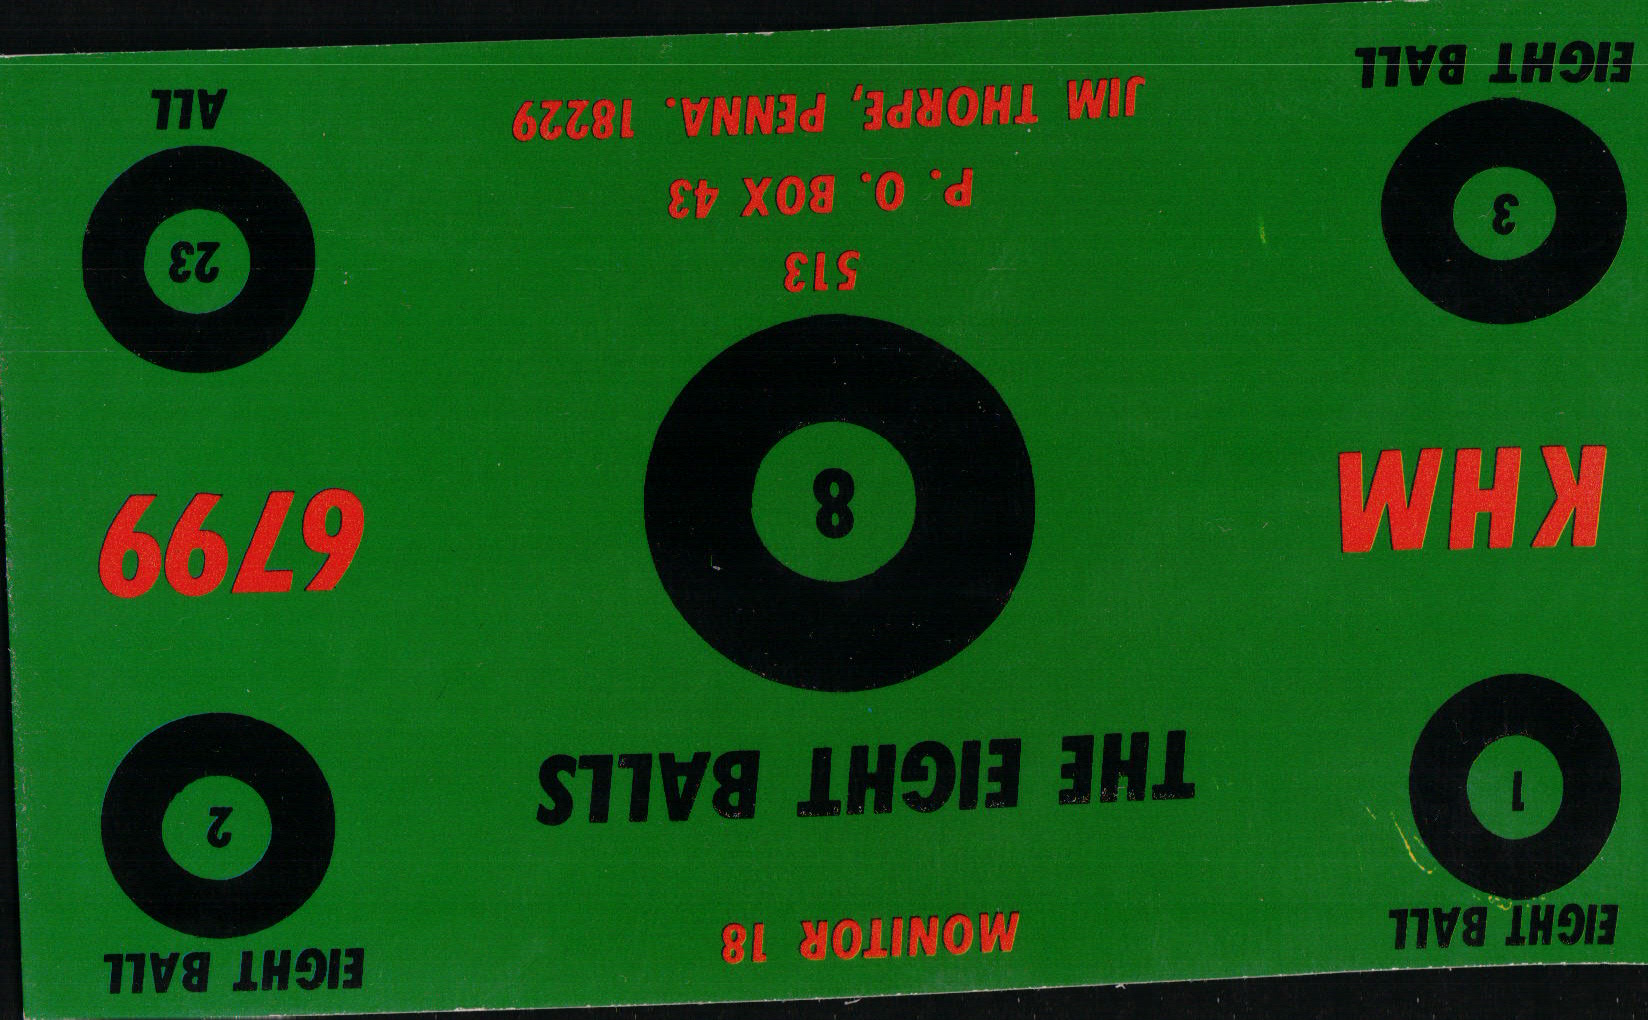 EIGHT BALL
MONITOR 18
EIGHT BALL
1
2
THE EIGHT BALLS
KHM
8
6799
513
P. O. BOX 43
JIM THORPE, PENNA. 18229
3
EIGHT BALL
23
ALL